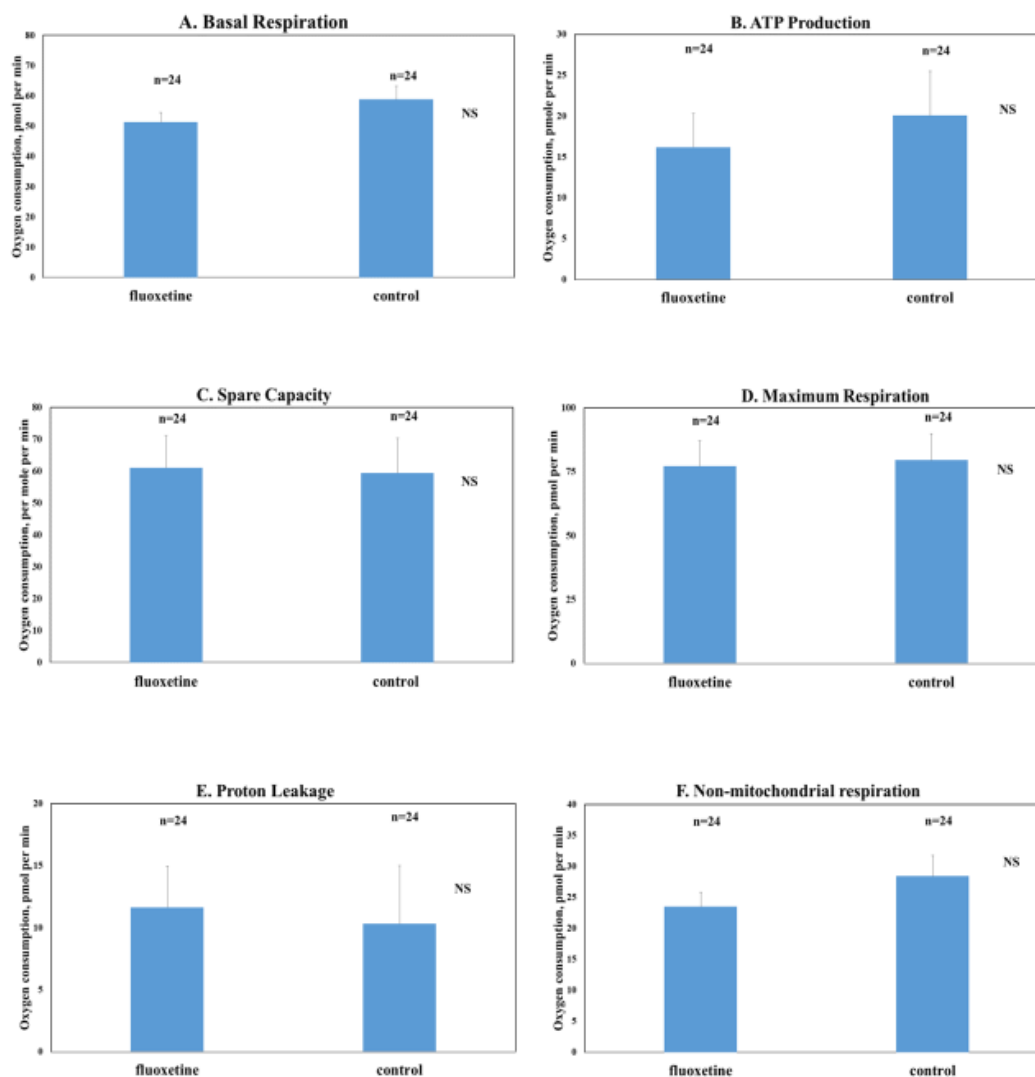 A. Basal Respiration
Oxygen consumption, pmol per min
80
70
60
50
40
30
20
10
0
n=24
n=24
NS
fluoxetine
control
B. ATP Production
Oxygen consumption, pmole per min
30
25
20
15
10
5
0
n=24
n=24
NS
fluoxetine
control
C. Spare Capacity
Oxygen consumption, per mole per min
80
70
60
50
40
30
20
10
0
n=24
n=24
NS
fluoxetine
control
D. Maximum Respiration
Oxygen consumption, pmol per min
100
75
50
25
0
n=24
n=24
NS
fluoxetine
control
E. Proton Leakage
Oxygen consumption, pmol per min
20
15
10
5
0
n=24
n=24
NS
fluoxetine
control
F. Non-mitochondrial respiration
Oxygen consumption, pmol per min
40
35
30
25
20
15
10
5
0
n=24
n=24
NS
fluoxetine
control